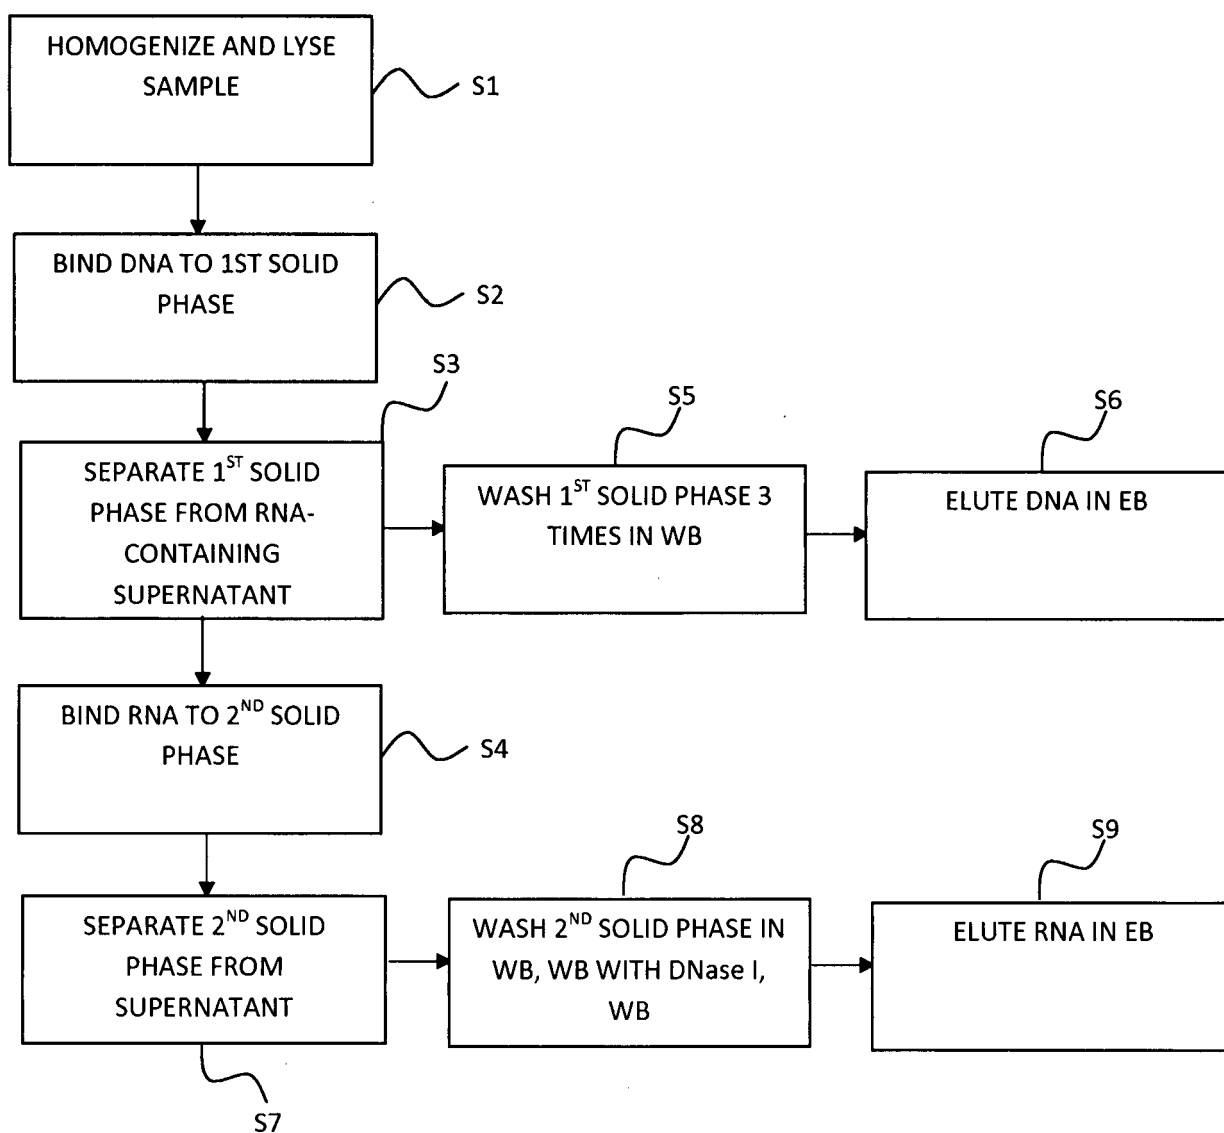 HOMOGENIZE AND LYSE
SAMPLE
S1
BIND DNA TO 1ST SOLID
PHASE
S2
S3
SEPARATE 1ST SOLID
PHASE FROM RNA-
CONTAINING
SUPERNATANT
S5
WASH 1ST SOLID PHASE 3
TIMES IN WB
S6
ELUTE DNA IN EB
BIND RNA TO 2ND SOLID
PHASE
S4
SEPARATE 2ND SOLID
PHASE FROM
SUPERNATANT
S7
S8
WASH 2ND SOLID PHASE IN
WB, WB WITH DNase I,
WB
S9
ELUTE RNA IN EB